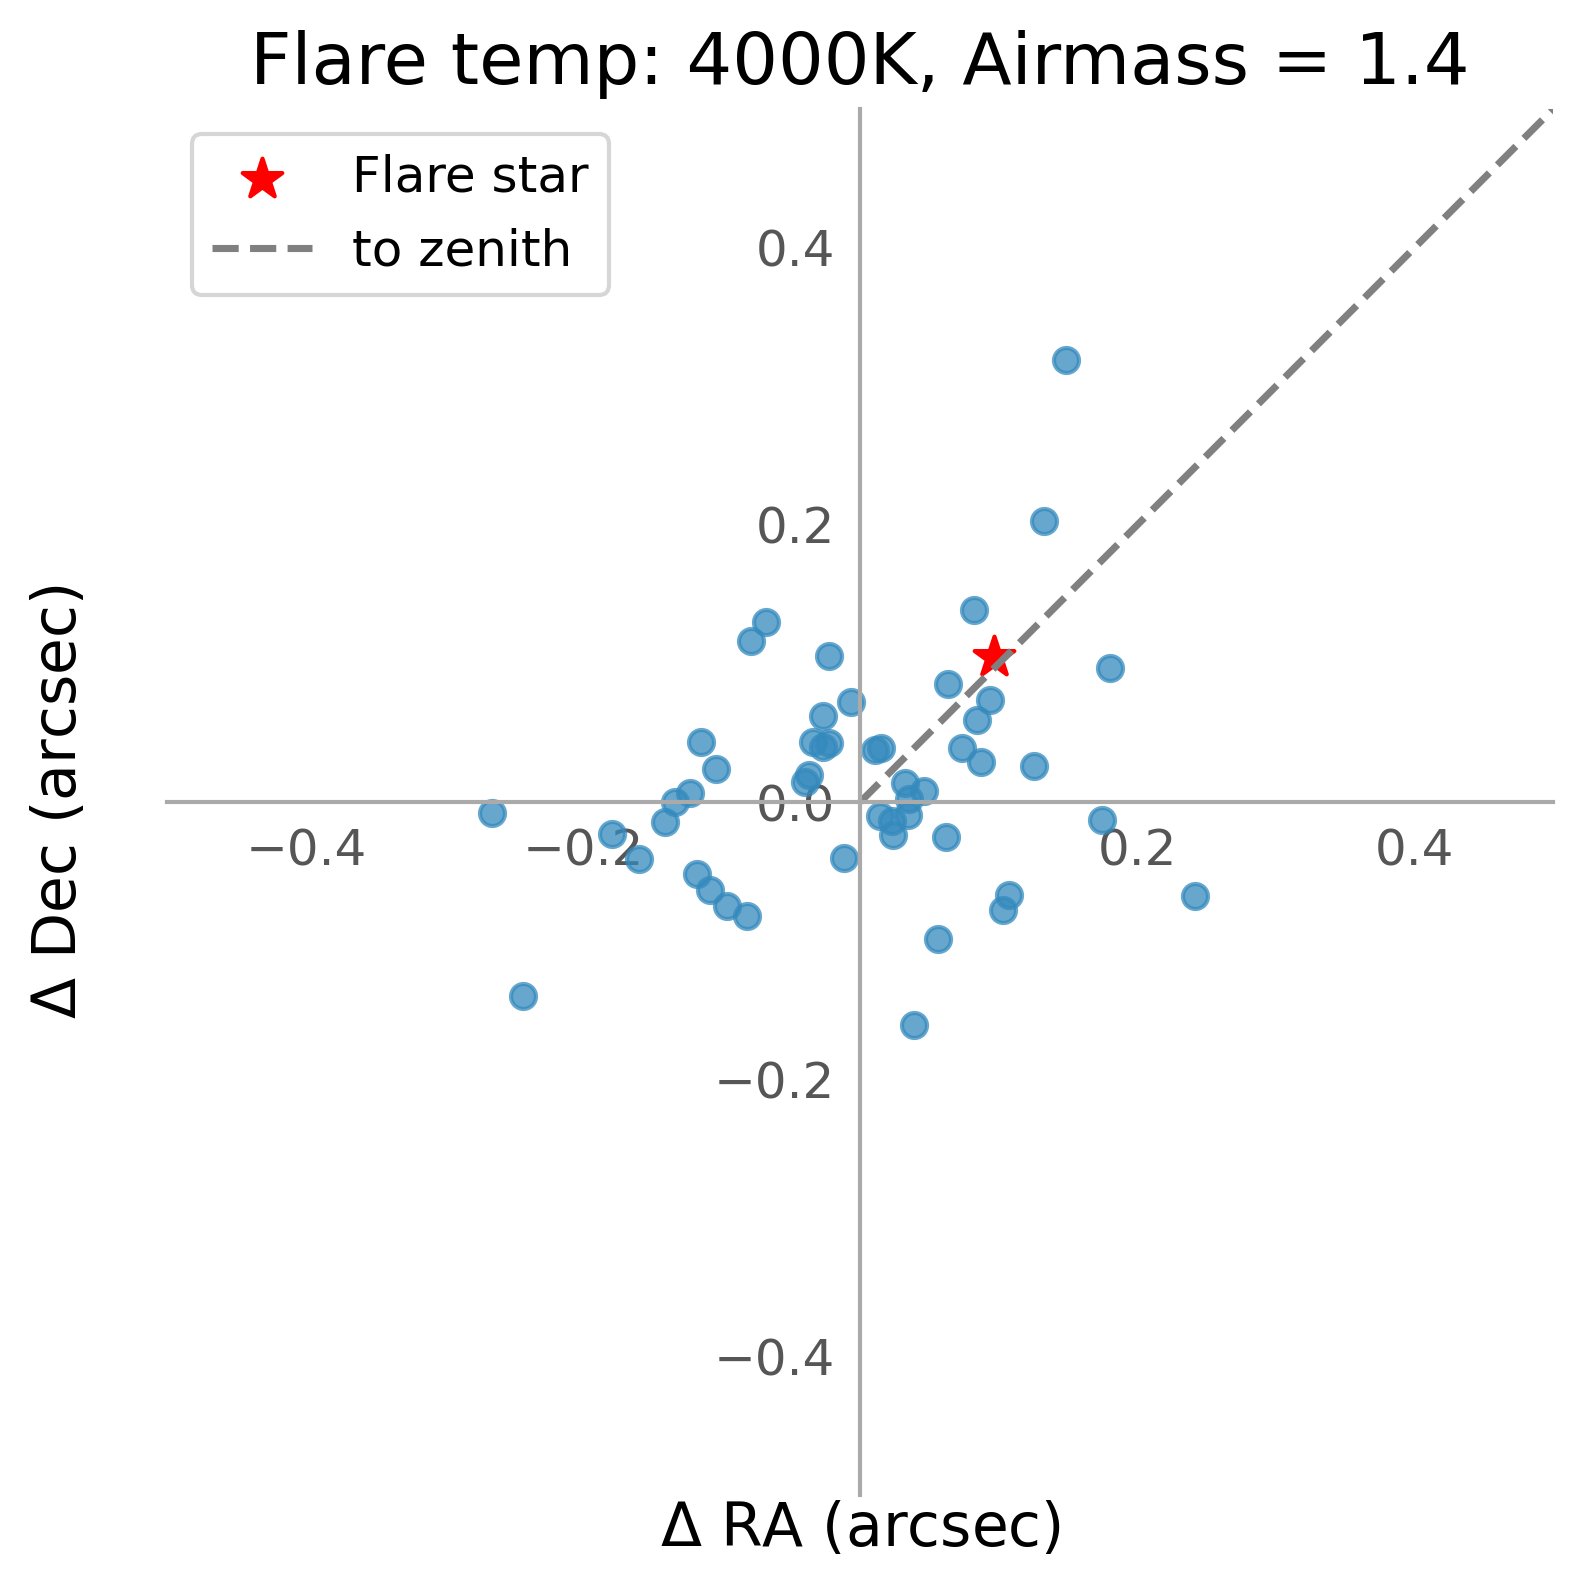 Flare temp: 4000K, Airmass = 1.4
Flare star
to zenith
0.4
0.2
0.0
−0.4
−0.2
0.2
0.4
−0.2
−0.4
Δ Dec (arcsec)
Δ RA (arcsec)